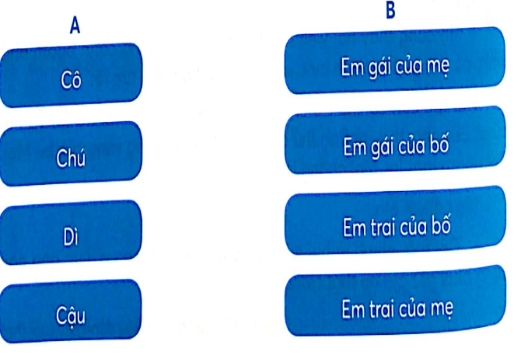 A
B
Cô
Em gái của mẹ
Chú
Em gái của bố
Dì
Em trai của bố
Cậu
Em trai của mẹ